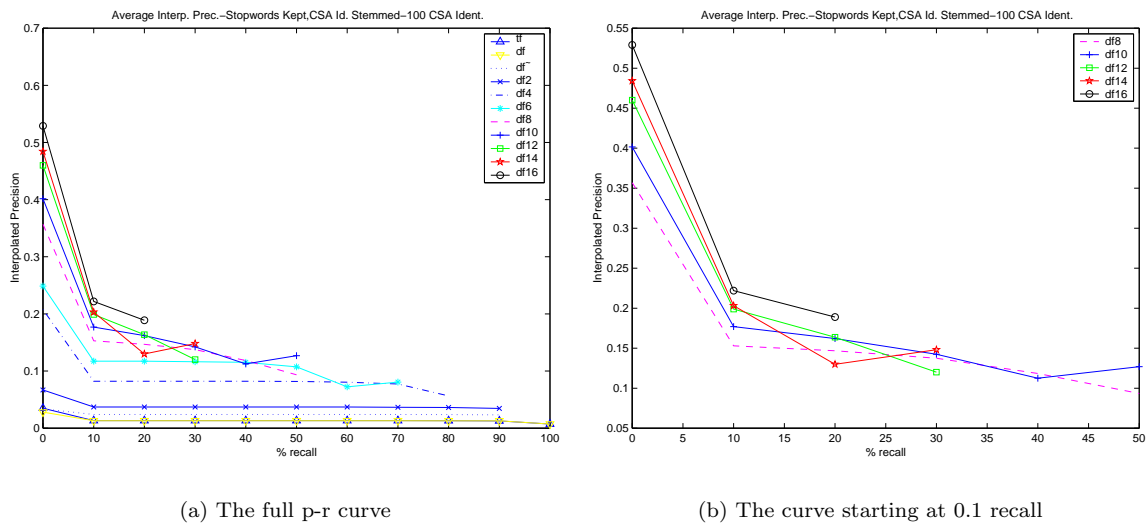 Average Interp. Prec.−Stopwords Kept,CSA Id. Stemmed−100 CSA Ident.
0.7
0.6
0.5
0.4
0.3
0.2
0.1
0
Interpolated Precision
0 10 20 30 40 50 60 70 80 90 100
% recall
tf
df
df~
df2
df4
df6
df8
df10
df12
df14
df16
(a) The full p-r curve
Average Interp. Prec.−Stopwords Kept,CSA Id. Stemmed−100 CSA Ident.
0.55
0.5
0.45
0.4
0.35
0.3
0.25
0.2
0.15
0.1
0.05
Interpolated Precision
0 5 10 15 20 25 30 35 40 45 50
% recall
df8
df10
df12
df14
df16
(b) The curve starting at 0.1 recall